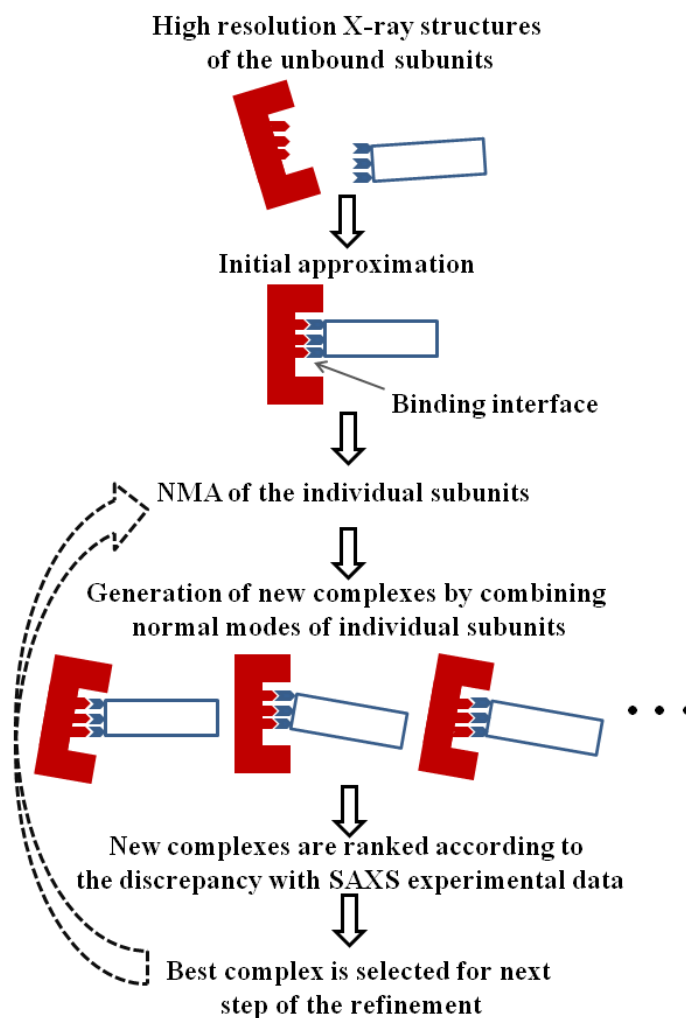 High resolution X-ray structures
of the unbound subunits
Initial approximation
Binding interface
NMA of the individual subunits
Generation of new complexes by combining
normal modes of individual subunits
New complexes are ranked according to
the discrepancy with SAXS experimental data
Best complex is selected for next
step of the refinement